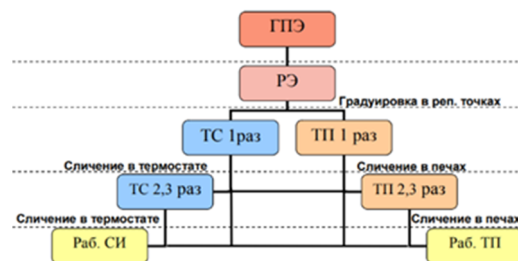 ГПЭ
РЭ
Градуировка в реп. точках
ТС 1раз
ТП 1 раз
Сличение в термостате
Сличение в печах
ТС 2,3 раз
ТП 2,3 раз
Сличение в термостате
Сличение в печах
Раб. СИ
Раб. ТП